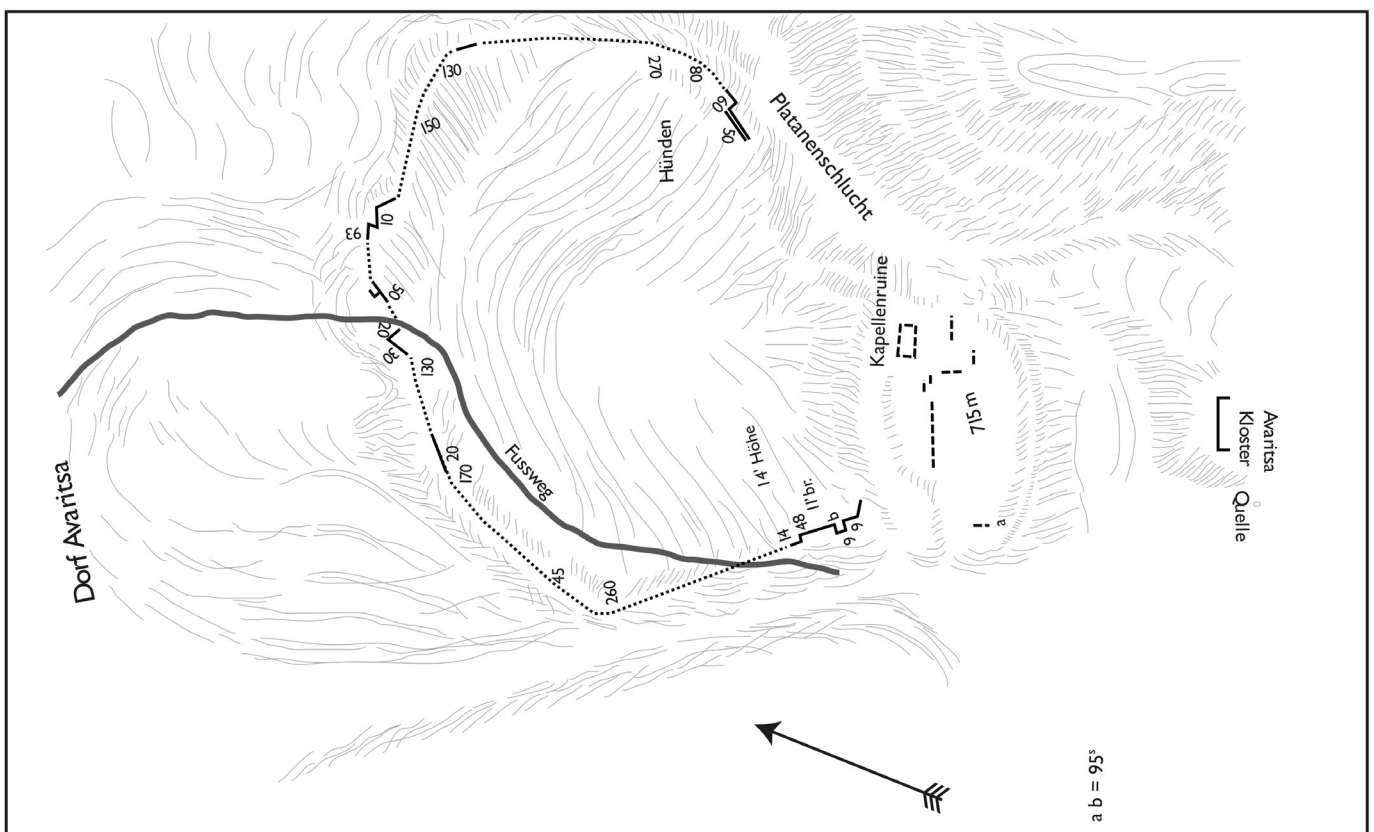 130
150
270
80
60
50
Hünden
Platanenschlucht
10
93
50
20
30
130
Kapellenruine
715 m
Avaritsa
Kloster
Quelle
Dorf Avaritsa
Fussweg
20
170
14' Höhe
11' br.
48
14
b
9
9
a
45
260
a b = 95ˢ